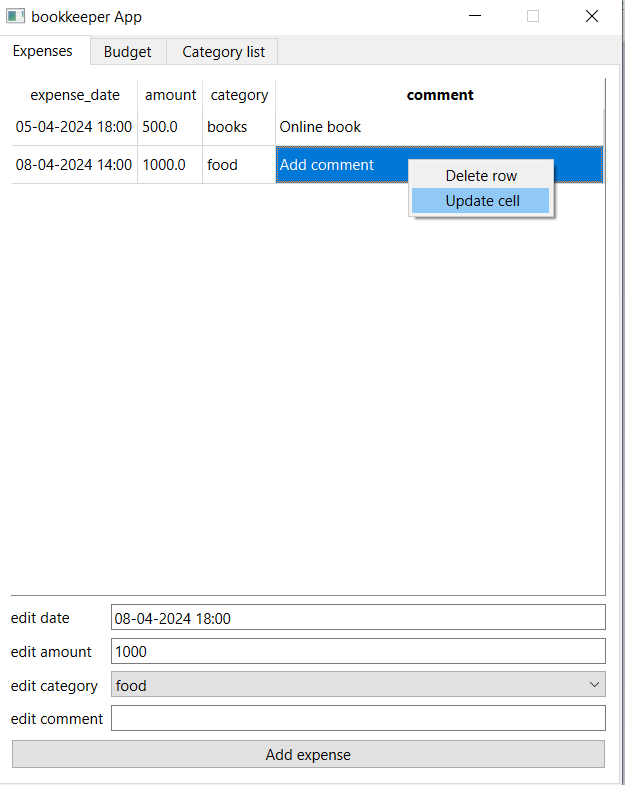 bookkeeper App
Expenses Budget Category list
expense_date amount category comment
05-04-2024 18:00 500.0 books Online book
08-04-2024 14:00 1000.0 food Add comment
Delete row
Update cell
edit date 08-04-2024 18:00
edit amount 1000
edit category food
edit comment
Add expense